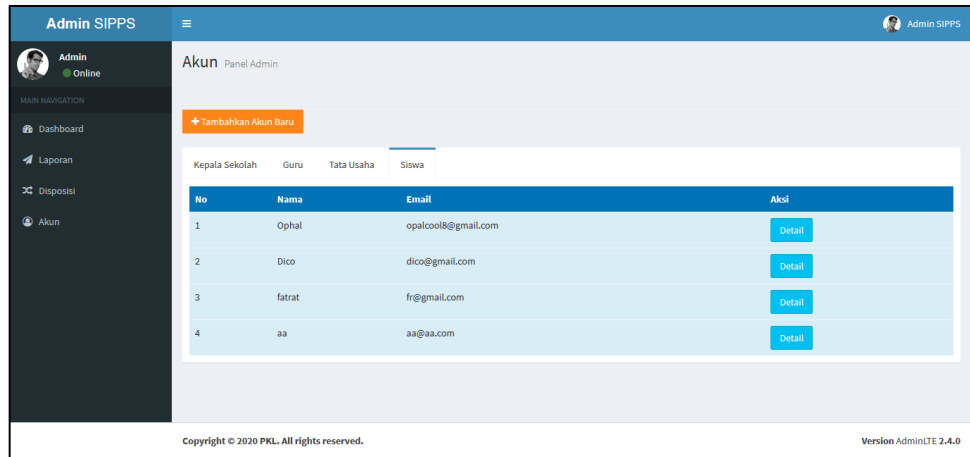 Admin SIPPS
Admin SIPPS
Admin
Online
Akun Panel Admin
MAIN NAVIGATION
Dashboard
Laporan
Disposisi
Akun
+Tambahkan Akun Baru
Kepala Sekolah Guru Tata Usaha Siswa
No Nama Email Aksi
1 Ophal opalcool8@gmail.com Detail
2 Dico dico@gmail.com Detail
3 fatrat fr@gmail.com Detail
4 aa aa@aa.com Detail
Copyright © 2020 PKL. All rights reserved. Version AdminLTE 2.4.0